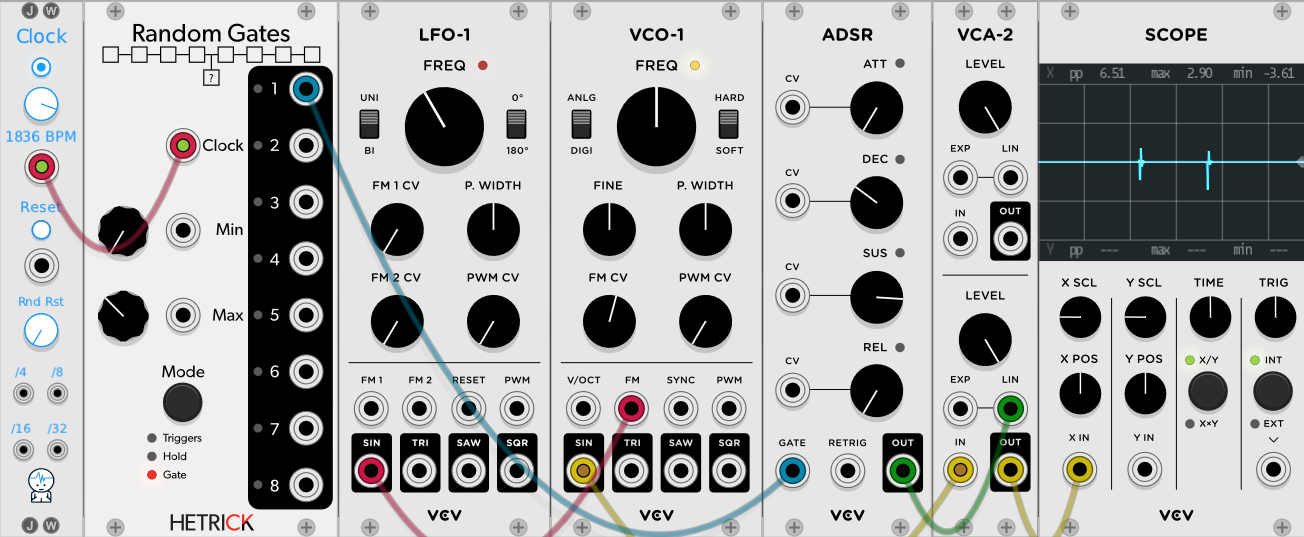 J W
Clock
1836 BPM
Reset
Rnd Rst
/4 /8
/16 /32
J W
Random Gates
?
1
Clock 2
3
Min 4
Max 5
Mode 6
Triggers 7
Hold
Gate 8
HETRICK
LFO-1
FREQ
UNI 0°
BI 180°
FM 1 CV P. WIDTH
FM 2 CV PWM CV
FM 1 FM 2 RESET PWM
SIN TRI SAW SQR
VCV
VCO-1
FREQ
ANLG HARD
DIGI SOFT
FINE P. WIDTH
FM CV PWM CV
V/OCT FM SYNC PWM
SIN TRI SAW SQR
VCV
ADSR
ATT
CV
DEC
CV
SUS
CV
REL
CV
GATE RETRIG OUT
VCV
VCA-2
LEVEL
EXP LIN
IN OUT
LEVEL
EXP LIN
IN OUT
SCOPE
X pp 6.51 max 2.90 min -3.61
Y pp --- max --- min ---
X SCL Y SCL TIME TRIG
X POS Y POS X/Y INT
X×Y EXT
X IN Y IN
VCV